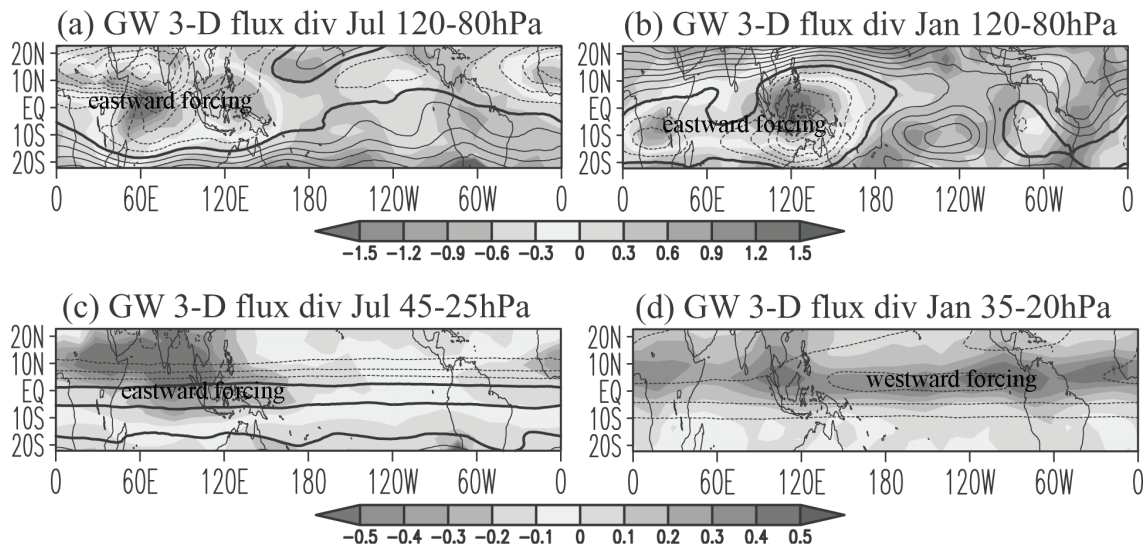 (a) GW 3-D flux div Jul 120-80hPa
20N
10N
EQ
10S
20S
eastward forcing
0 60E 120E 180 120W 60W 0
(b) GW 3-D flux div Jan 120-80hPa
20N
10N
EQ
10S
20S
eastward forcing
0 60E 120E 180 120W 60W 0
-1.5 -1.2 -0.9 -0.6 -0.3 0 0.3 0.6 0.9 1.2 1.5
(c) GW 3-D flux div Jul 45-25hPa
20N
10N
EQ
10S
20S
eastward forcing
0 60E 120E 180 120W 60W 0
(d) GW 3-D flux div Jan 35-20hPa
20N
10N
EQ
10S
20S
westward forcing
0 60E 120E 180 120W 60W 0
-0.5 -0.4 -0.3 -0.2 -0.1 0 0.1 0.2 0.3 0.4 0.5